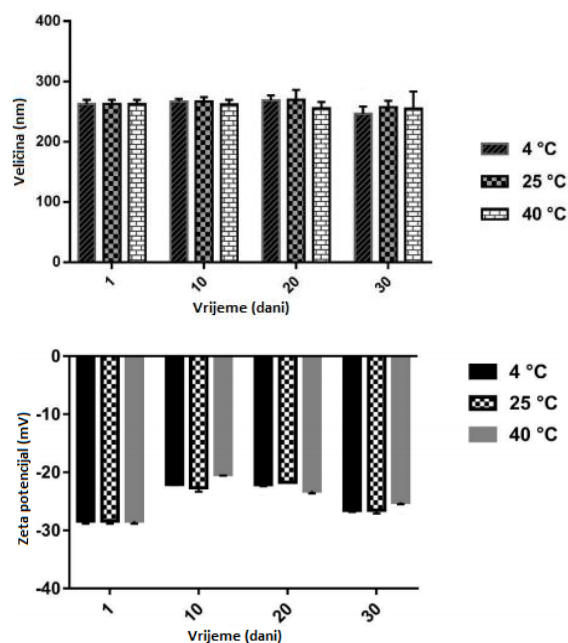 400
300
200
100
0
Veličina (nm)
1
10
20
30
Vrijeme (dani)
4 °C
25 °C
40 °C
0
-10
-20
-30
-40
Zeta potencijal (mV)
1
10
20
30
Vrijeme (dani)
4 °C
25 °C
40 °C